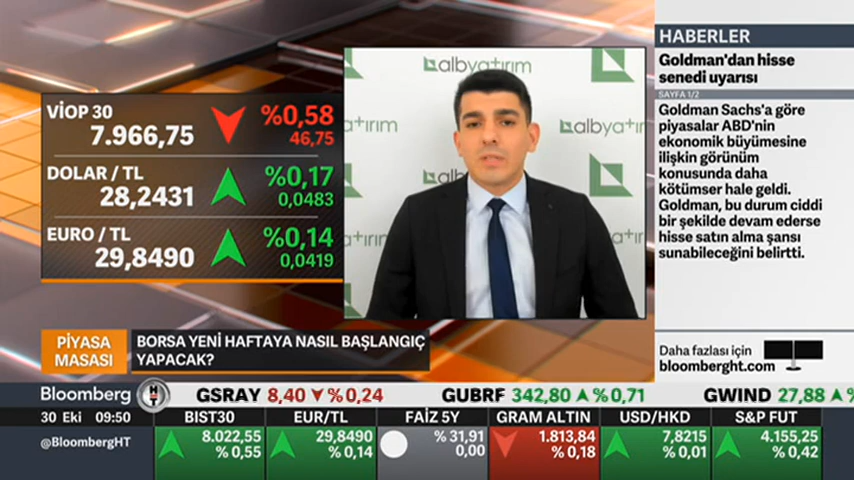 HABERLER
Goldman'dan hisse
senedi uyarısı
SAYFA 1/2
Goldman Sachs'a göre
piyasalar ABD'nin
ekonomik büyümesine
ilişkin görünüm
konusunda daha
kötümser hale geldi.
Goldman, bu durum ciddi
bir şekilde devam ederse
hisse satın alma şansı
sunabileceğini belirtti.
Daha fazlası için
bloomberght.com
albyatırım
albyatırım
alb
byatırım
VİOP 30
7.966,75
%0,58
46,75
DOLAR / TL
28,2431
%0,17
0,0483
EURO / TL
29,8490
%0,14
0,0419
PİYASA
MASASI
BORSA YENİ HAFTAYA NASIL BAŞLANGIÇ
YAPACAK?
Bloomberg HT
GSRAY 8,40 % 0,24 GUBRF 342,80 % 0,71 GWIND 27,88 %
30 Eki 09:50
@BloombergHT
BIST30
8.022,55
% 0,55
EUR/TL
29,8490
% 0,14
FAİZ 5Y
% 31,91
0,00
GRAM ALTIN
1.813,84
% 0,18
USD/HKD
7,8215
% 0,01
S&P FUT
4.155,25
% 0,42